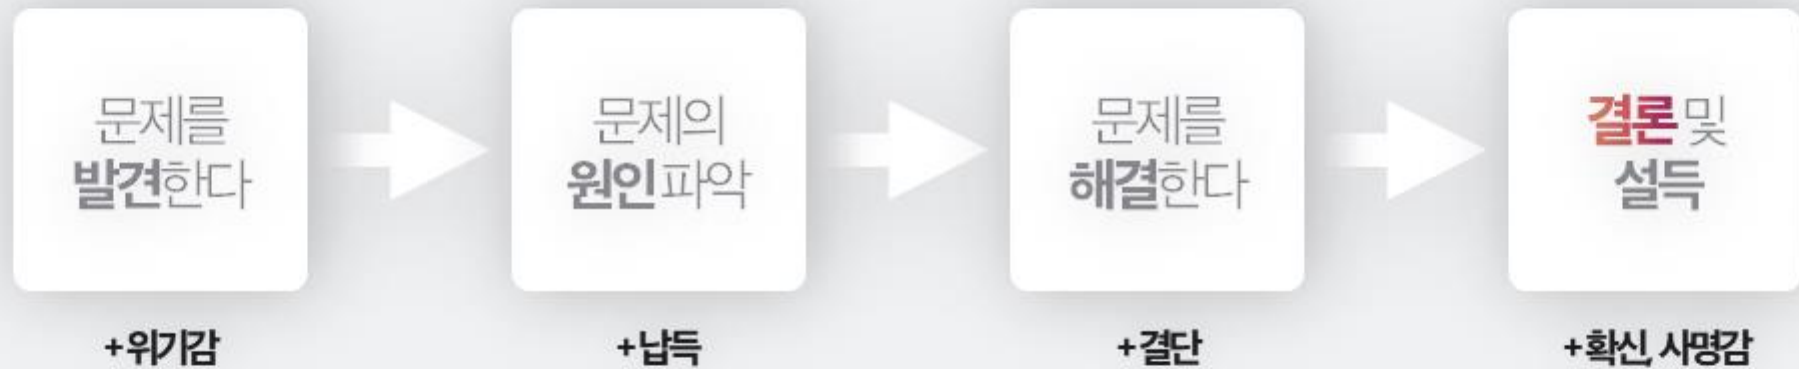 문제를
발견한다
+위기감
문제의
원인 파악
+납득
문제를
해결한다
+결단
결론 및
설득
+확신, 사명감